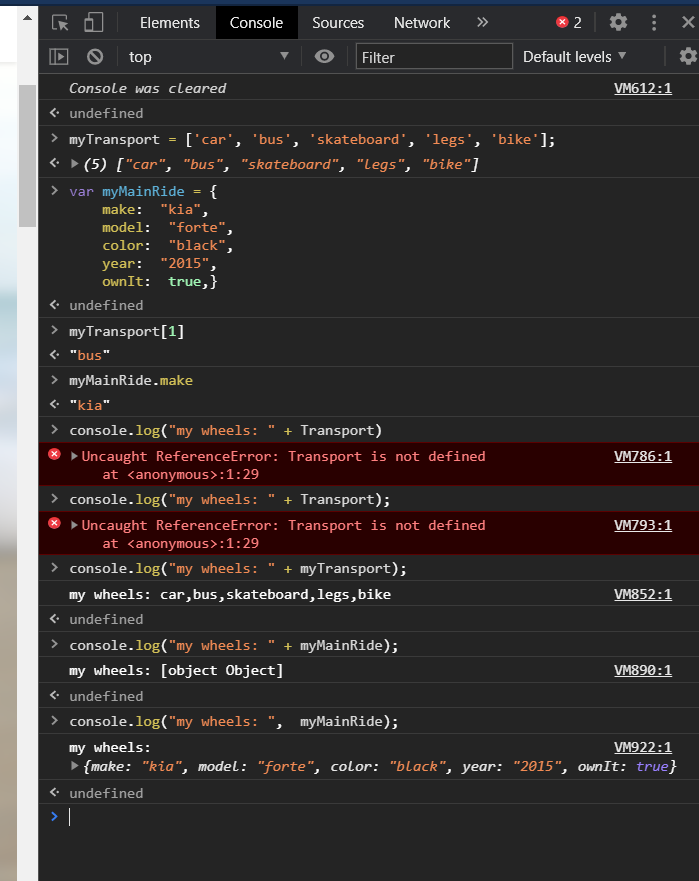 Elements Console Sources Network » 2
top Filter Default levels ▼
Console was cleared VM612:1
undefined
myTransport = ['car', 'bus', 'skateboard', 'legs', 'bike'];
(5) ["car", "bus", "skateboard", "legs", "bike"]
var myMainRide = {
make: "kia",
model: "forte",
color: "black",
year: "2015",
ownIt: true,}
undefined
myTransport[1]
"bus"
myMainRide.make
"kia"
console.log("my wheels: " + Transport)
Uncaught ReferenceError: Transport is not defined VM786:1
at <anonymous>:1:29
console.log("my wheels: " + Transport);
Uncaught ReferenceError: Transport is not defined VM793:1
at <anonymous>:1:29
console.log("my wheels: " + myTransport);
my wheels: car,bus,skateboard,legs,bike VM852:1
undefined
console.log("my wheels: " + myMainRide);
my wheels: [object Object] VM890:1
undefined
console.log("my wheels: ", myMainRide);
my wheels: VM922:1
{make: "kia", model: "forte", color: "black", year: "2015", ownIt: true}
undefined